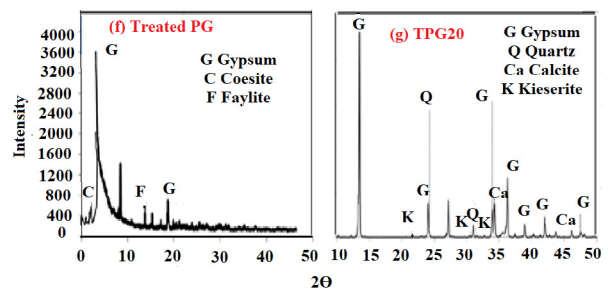 (f) Treated PG
G Gypsum
C Coesite
F Faylite
G
C
F
G
Intensity
4000
3600
3200
2800
2400
2000
1600
1200
800
400
0
0 10 20 30 40 50
(g) TPG20
G Gypsum
Q Quartz
Ca Calcite
K Kieserite
G
Q
G
G
G
Ca
K
K
Q
K
G
G
Ca
G
10 15 20 25 30 35 40 45 50
2Ɵ